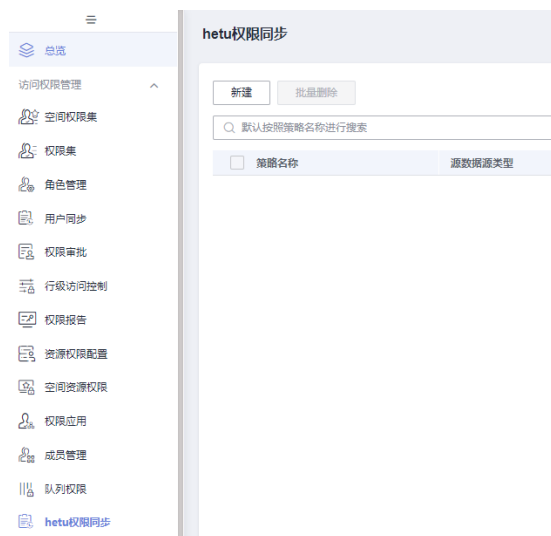 总览
访问权限管理
空间权限集
权限集
角色管理
用户同步
权限审批
行级访问控制
权限报告
资源权限配置
空间资源权限
权限应用
成员管理
队列权限
hetu权限同步
hetu权限同步
新建 批量删除
默认按照策略名称进行搜索
策略名称 源数据源类型